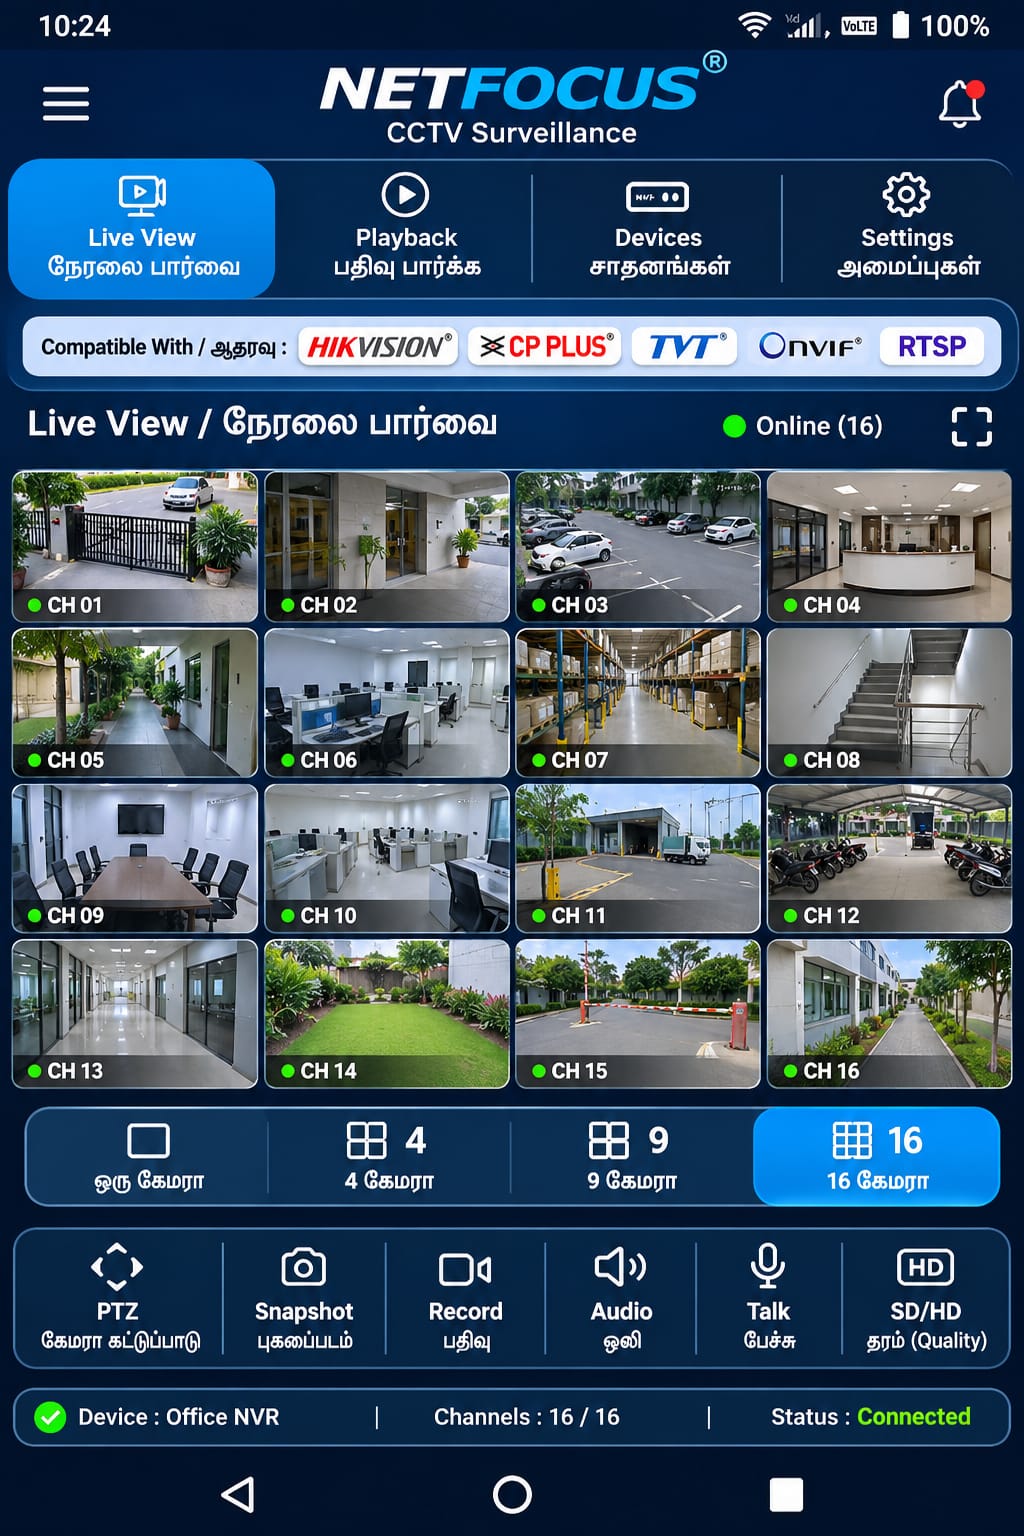 10:24
VoLTE 100%
NETFOCUS®
CCTV Surveillance
Live View
நேரலை பார்வை
Playback
பதிவு பார்க்க
Devices
சாதனங்கள்
Settings
அமைப்புகள்
Compatible With / ஆதரவு : HIKVISION® CP PLUS® TVT® ONVIF® RTSP
Live View / நேரலை பார்வை
Online (16)
CH 01
CH 02
CH 03
CH 04
CH 05
CH 06
CH 07
CH 08
CH 09
CH 10
CH 11
CH 12
CH 13
CH 14
CH 15
CH 16
ஒரு கேமரா
4
4 கேமரா
9
9 கேமரா
16
16 கேமரா
PTZ
கேமரா கட்டுப்பாடு
Snapshot
புகைப்படம்
Record
பதிவு
Audio
ஒலி
Talk
பேச்சு
HD
SD/HD
தரம் (Quality)
Device : Office NVR | Channels : 16 / 16 | Status : Connected